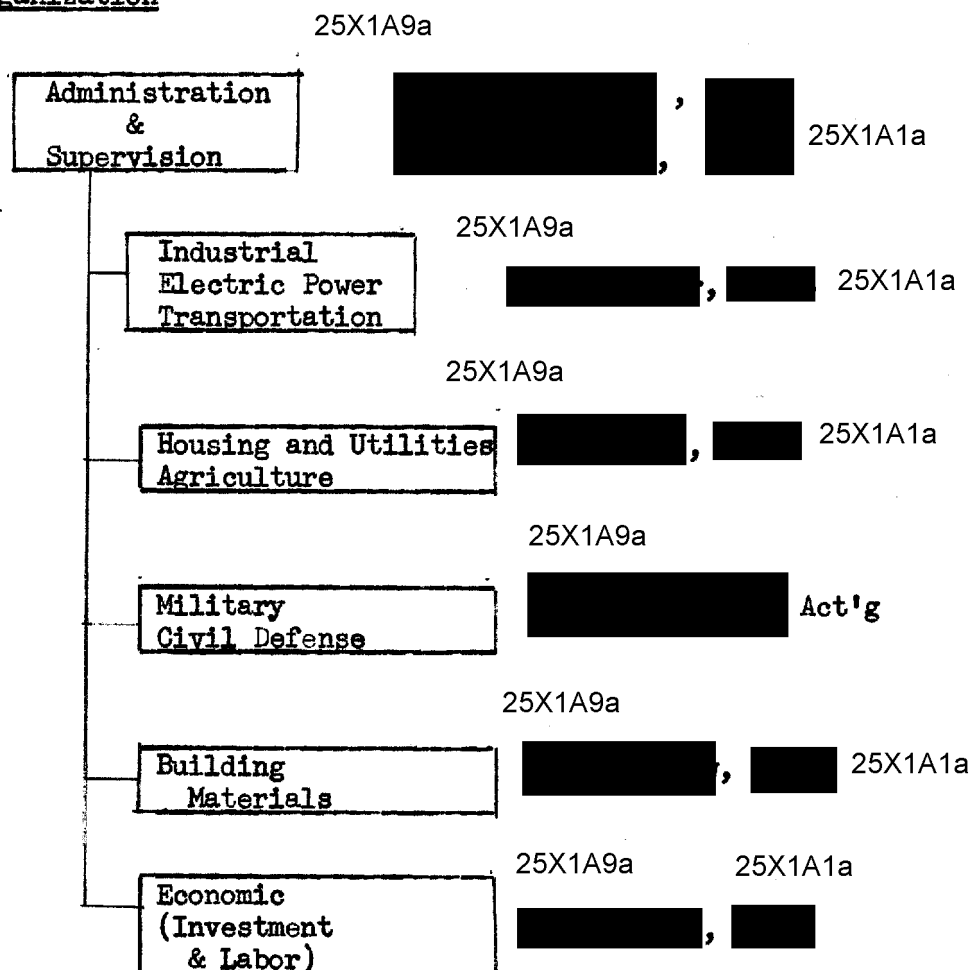 25X1A9a
Administration
&
Supervision
,
,
25X1A1a
25X1A9a
Industrial
Electric Power
Transportation
,
25X1A1a
25X1A9a
Housing and Utilities
Agriculture
,
25X1A1a
25X1A9a
Military
Civil Defense
Act'g
25X1A9a
Building
Materials
,
25X1A1a
25X1A9a
25X1A1a
Economic
(Investment
& Labor)
,